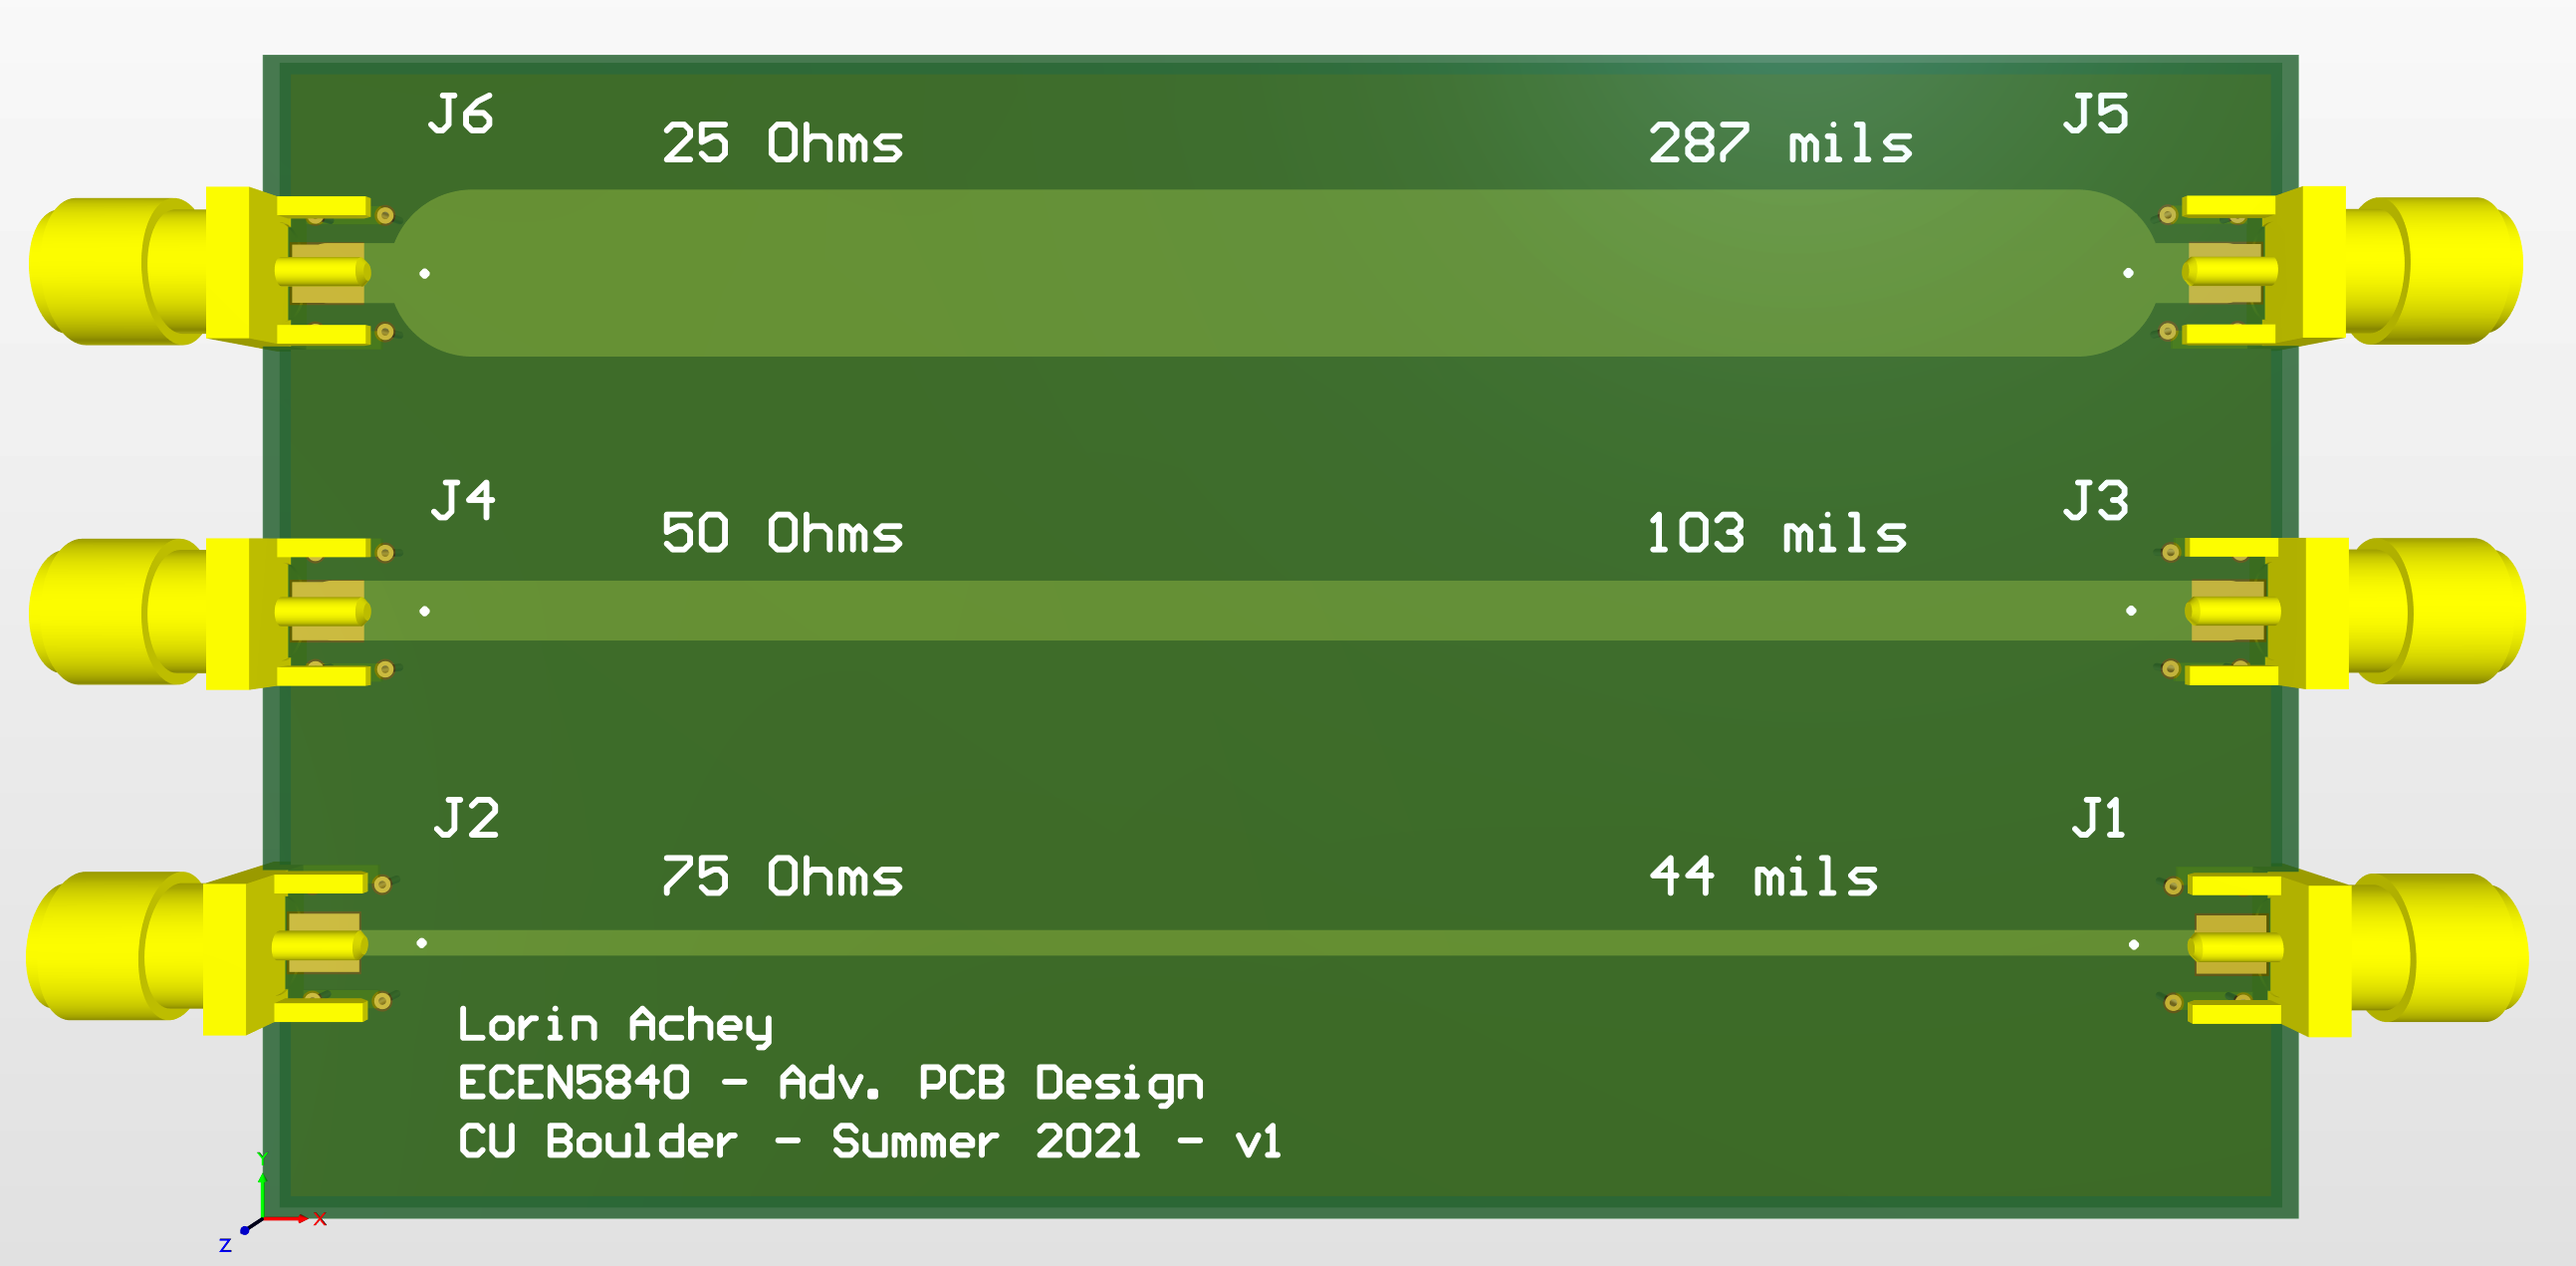 J6
J5
25 Ohms
287 mils
J4
J3
50 Ohms
103 mils
J2
J1
75 Ohms
44 mils
Lorin Achey
ECEN5840 - Adv. PCB Design
CU Boulder - Summer 2021 - v1
Y
X
Z